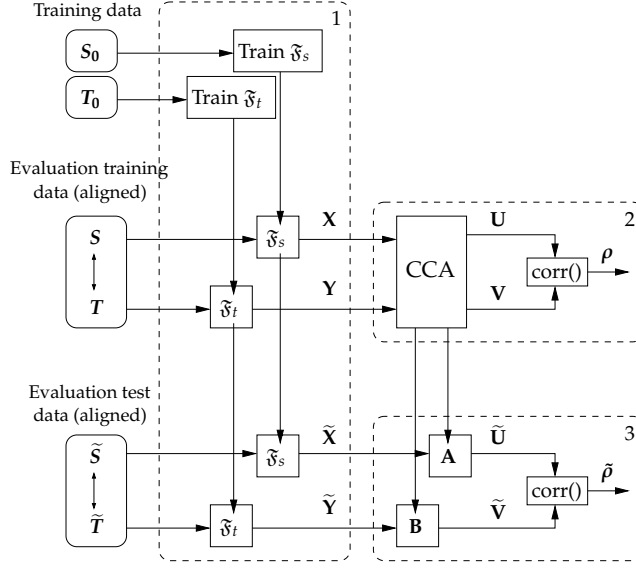 Training data
1
S₀
Train 𝔉ₛ
T₀
Train 𝔉ₜ
Evaluation training
data (aligned)
S
T
𝔉ₛ
𝔉ₜ
X
Y
CCA
U
V
2
corr()
ρ
Evaluation test
data (aligned)
S̃
T̃
𝔉ₛ
𝔉ₜ
X̃
Ỹ
A
B
Ũ
Ṽ
3
corr()
ρ̃